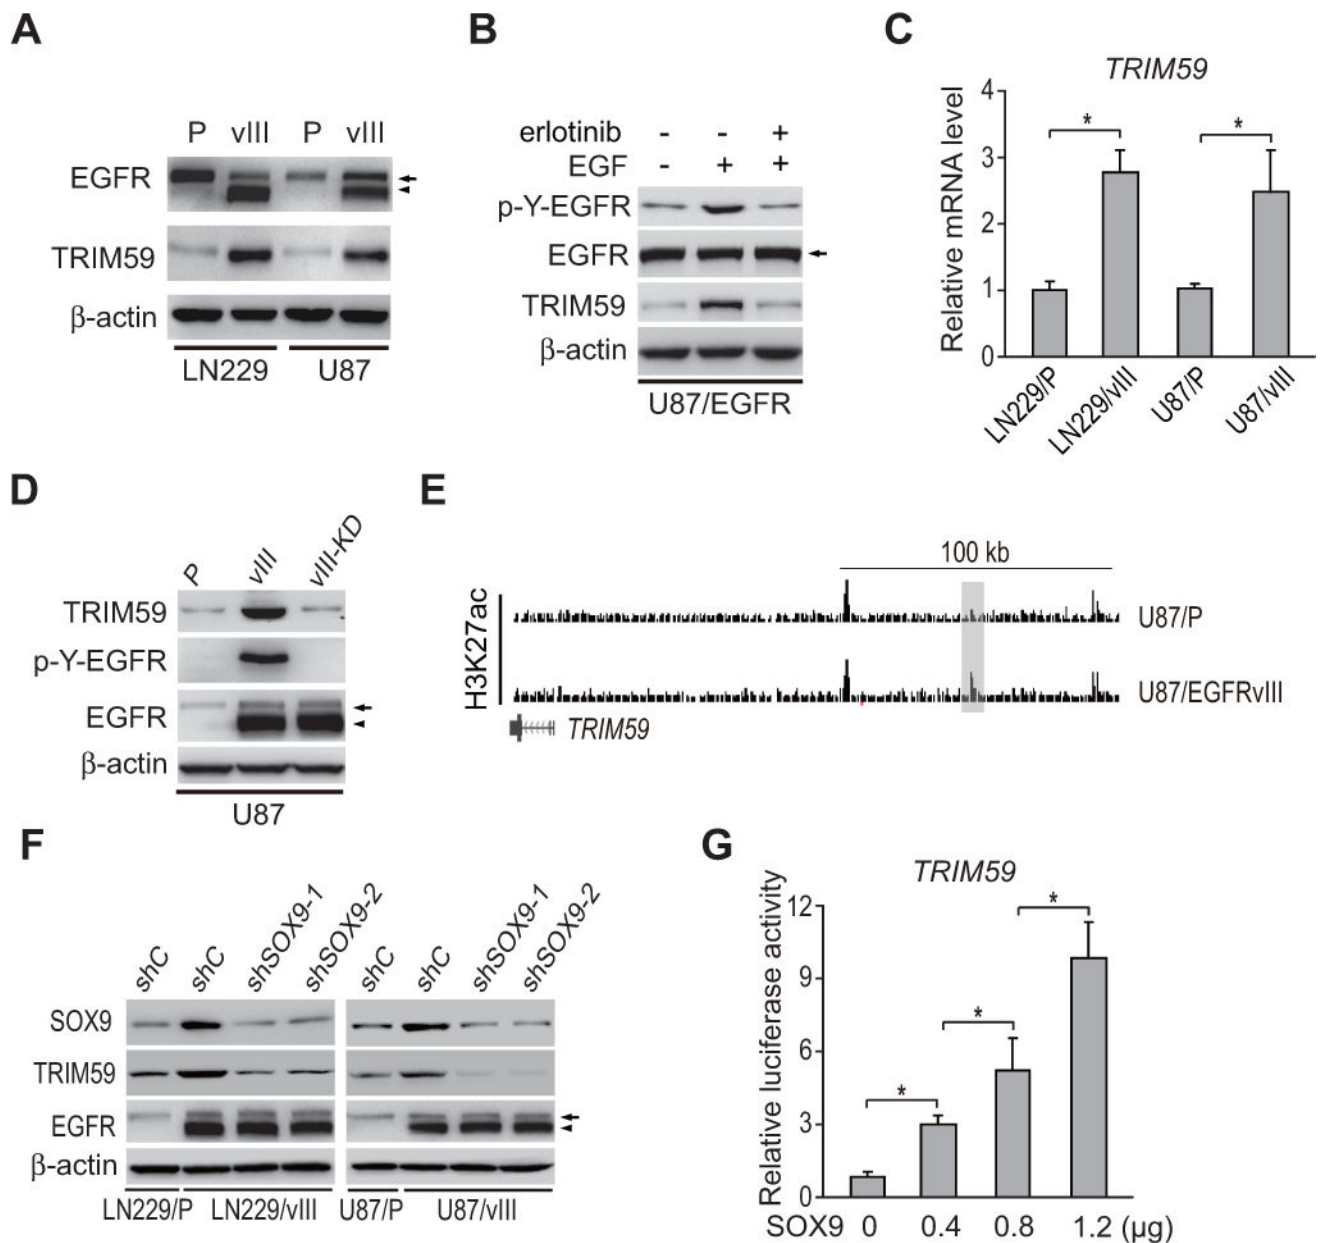 A
P vIII P vIII
EGFR
TRIM59
β-actin
LN229 U87
B
erlotinib - - +
EGF - + +
p-Y-EGFR
EGFR
TRIM59
β-actin
U87/EGFR
C
TRIM59
Relative mRNA level
4
3
2
1
0
* *
LN229/P LN229/vIII U87/P U87/vIII
D
P vIII vIII-KD
TRIM59
p-Y-EGFR
EGFR
β-actin
U87
E
100 kb
H3K27ac
U87/P
U87/EGFRvIII
TRIM59
F
shC shC shSOX9-1 shSOX9-2 shC shC shSOX9-1 shSOX9-2
SOX9
TRIM59
EGFR
β-actin
LN229/P LN229/vIII U87/P U87/vIII
G
TRIM59
Relative luciferase activity
12
9
6
3
0
* * *
SOX9 0 0.4 0.8 1.2 (μg)